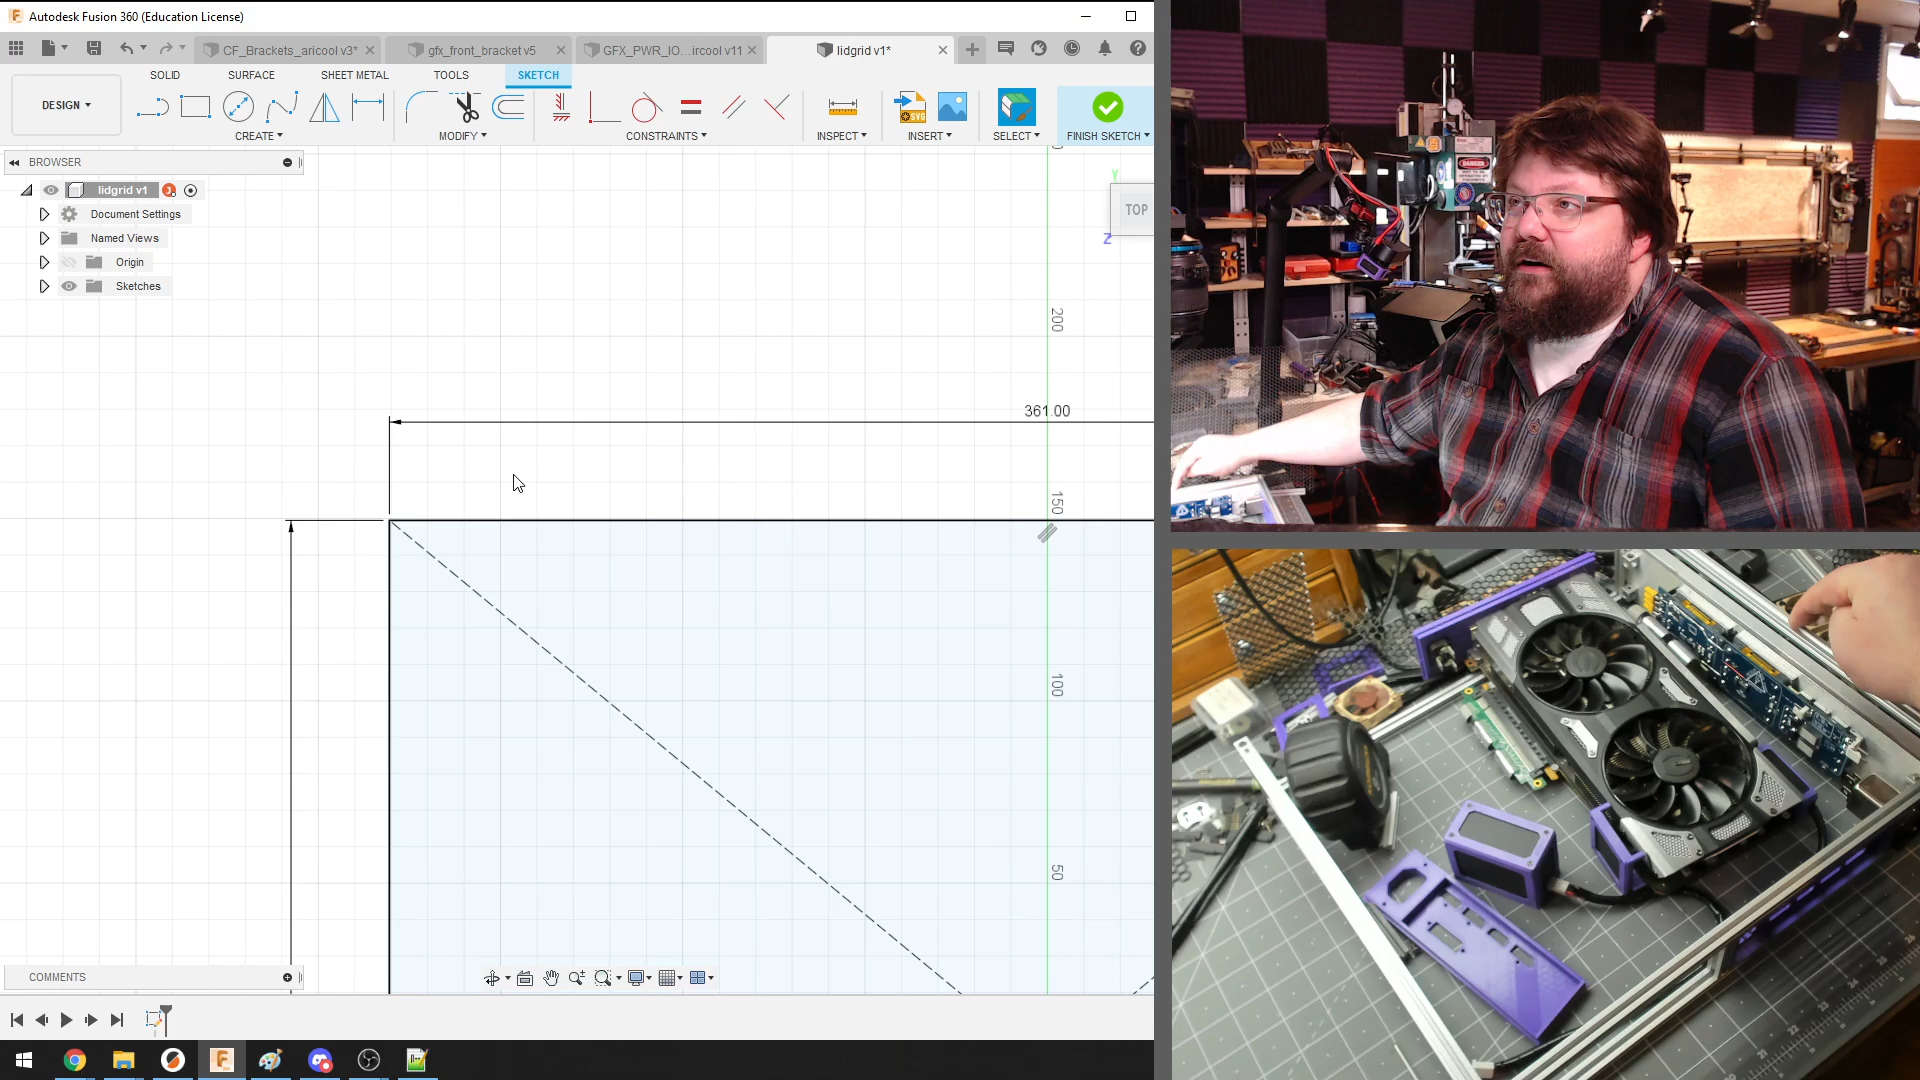 Autodesk Fusion 360 (Education License)
CF_Brackets_aricool v3*
gfx_front_bracket v5
GFX_PWR_IO...ircool v11
lidgrid v1*
SOLID
SURFACE
SHEET METAL
TOOLS
SKETCH
DESIGN
CREATE
MODIFY
CONSTRAINTS
INSPECT
INSERT
SELECT
FINISH SKETCH
SVG
BROWSER
lidgrid v1
Document Settings
Named Views
Origin
Sketches
Y
TOP
Z
200
361.00
150
100
50
COMMENTS
DANGER